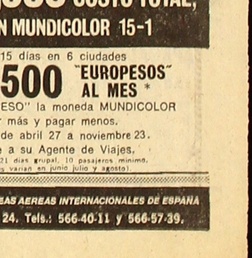 COSTO TOTAL,
N MUNDICOLOR 15-1
15 días en 6 ciudades
500 "EUROPESOS"
AL MES *
ESO" la moneda MUNDICOLOR
r más y pagar menos.
de abril 27 a noviembre 23.
e a su Agente de Viajes.
21 días grupal, 10 pasajeros mínimo,
s varían en junio julio y agosto).
EAS AEREAS INTERNACIONALES DE ESPAÑA
24. Tels.: 566-40-11 y 566-57-39.